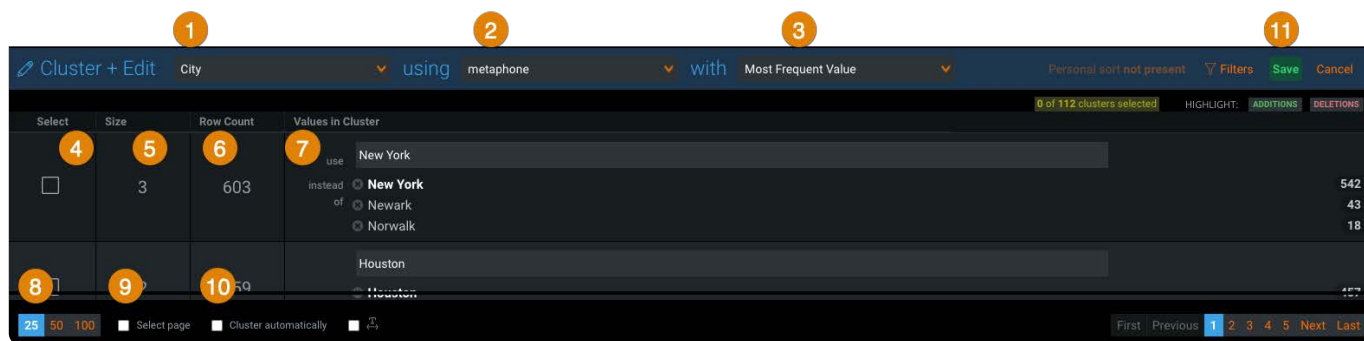 1 2 3 11
Cluster + Edit City using metaphone with Most Frequent Value Personal sort not present Filters Save Cancel
0 of 112 clusters selected HIGHLIGHT: ADDITIONS DELETIONS
Select Size Row Count Values in Cluster
4 5 6 7
use New York
3 603 instead of New York 542
Newark 43
Norwalk 18
Houston
8 9 10
Houston 457
25 50 100 Select page Cluster automatically First Previous 1 2 3 4 5 Next Last